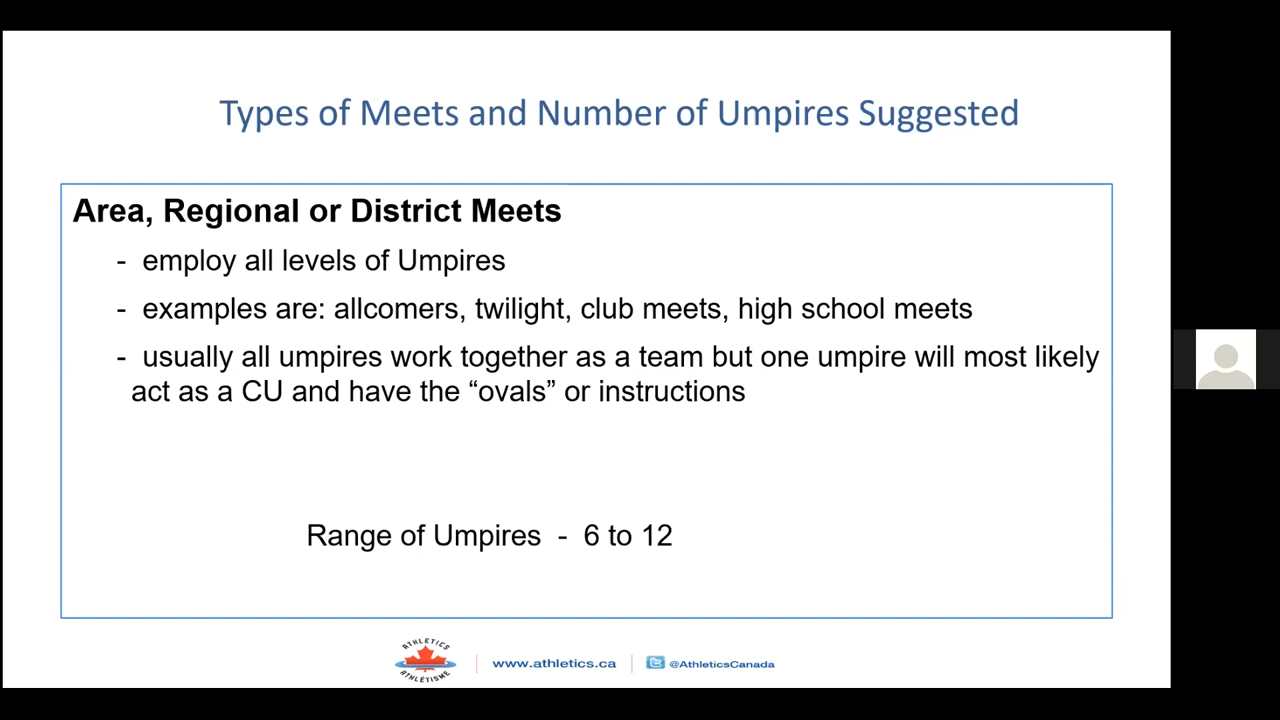 Types of Meets and Number of Umpires Suggested
Area, Regional or District Meets
- employ all levels of Umpires
- examples are: allcomers, twilight, club meets, high school meets
- usually all umpires work together as a team but one umpire will most likely
act as a CU and have the “ovals” or instructions
Range of Umpires - 6 to 12
ATHLETICS
ATHLÉTISME
www.athletics.ca
@AthleticsCanada